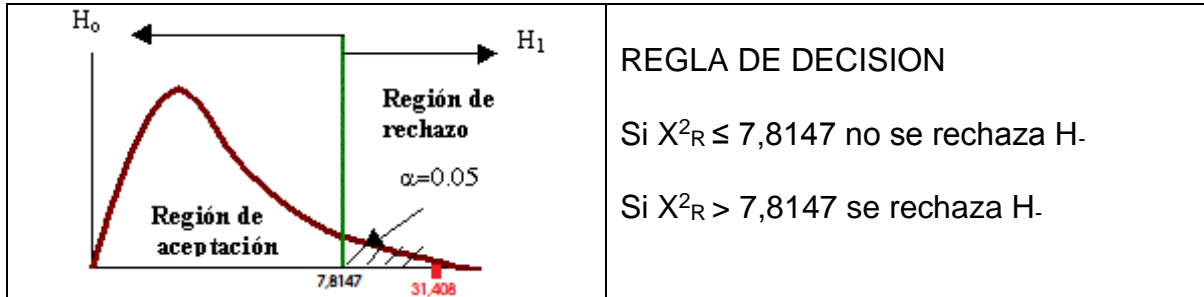 Ho
H1
Región de
rechazo
α=0.05
Región de
aceptación
7,8147
31,408
REGLA DE DECISION
Si X²R ≤ 7,8147 no se rechaza H-
Si X²R > 7,8147 se rechaza H-